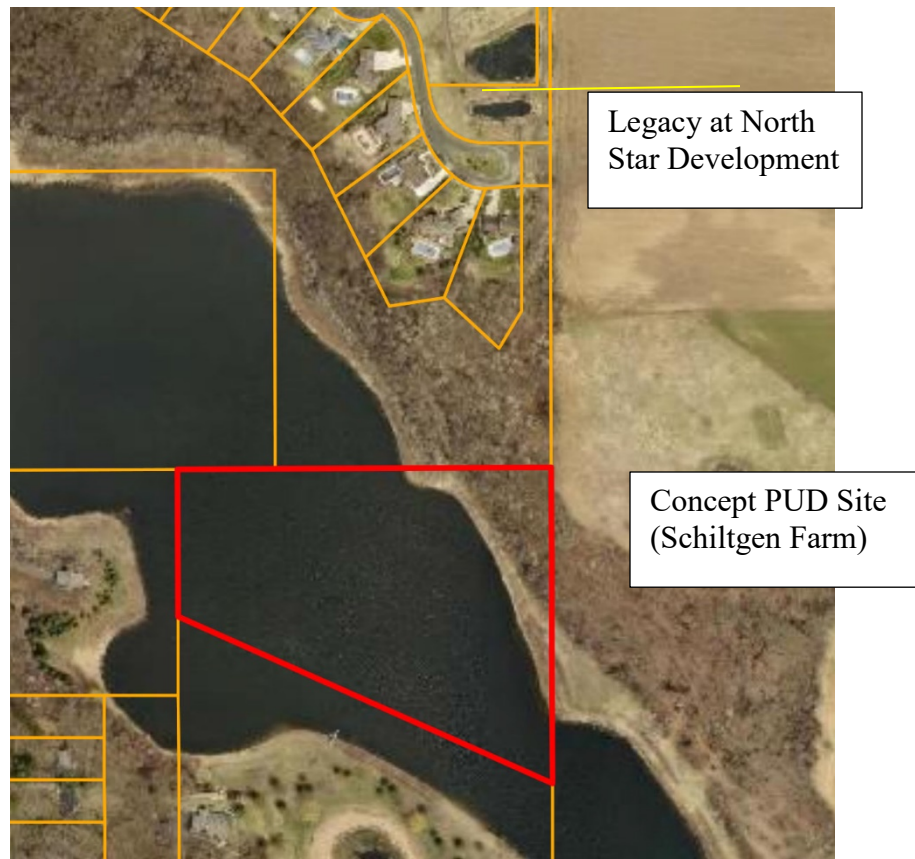 Legacy at North
Star Development
Concept PUD Site
(Schiltgen Farm)